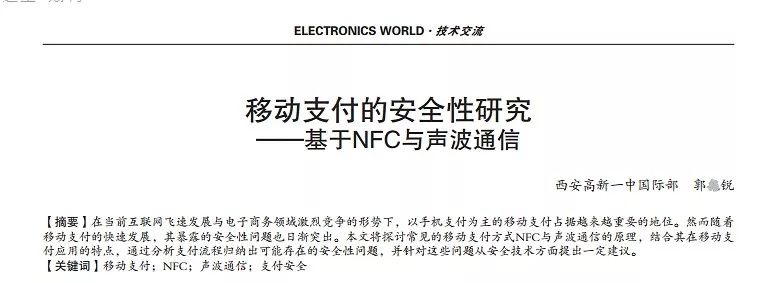 ELECTRONICS WORLD · 技术交流
移动支付的安全性研究
——基于NFC与声波通信
西安高新一中国际部 郭锐
【摘要】在当前互联网飞速发展与电子商务领域激烈竞争的形势下，以手机支付为主的移动支付占据越来越重要的地位。然而随着
移动支付的快速发展，其暴露的安全性问题也日渐突出。本文将探讨常见的移动支付方式NFC与声波通信的原理，结合其在移动支
付应用的特点，通过分析支付流程归纳出可能存在的安全性问题，并针对这些问题从安全技术方面提出一定建议。
【关键词】移动支付；NFC；声波通信；支付安全